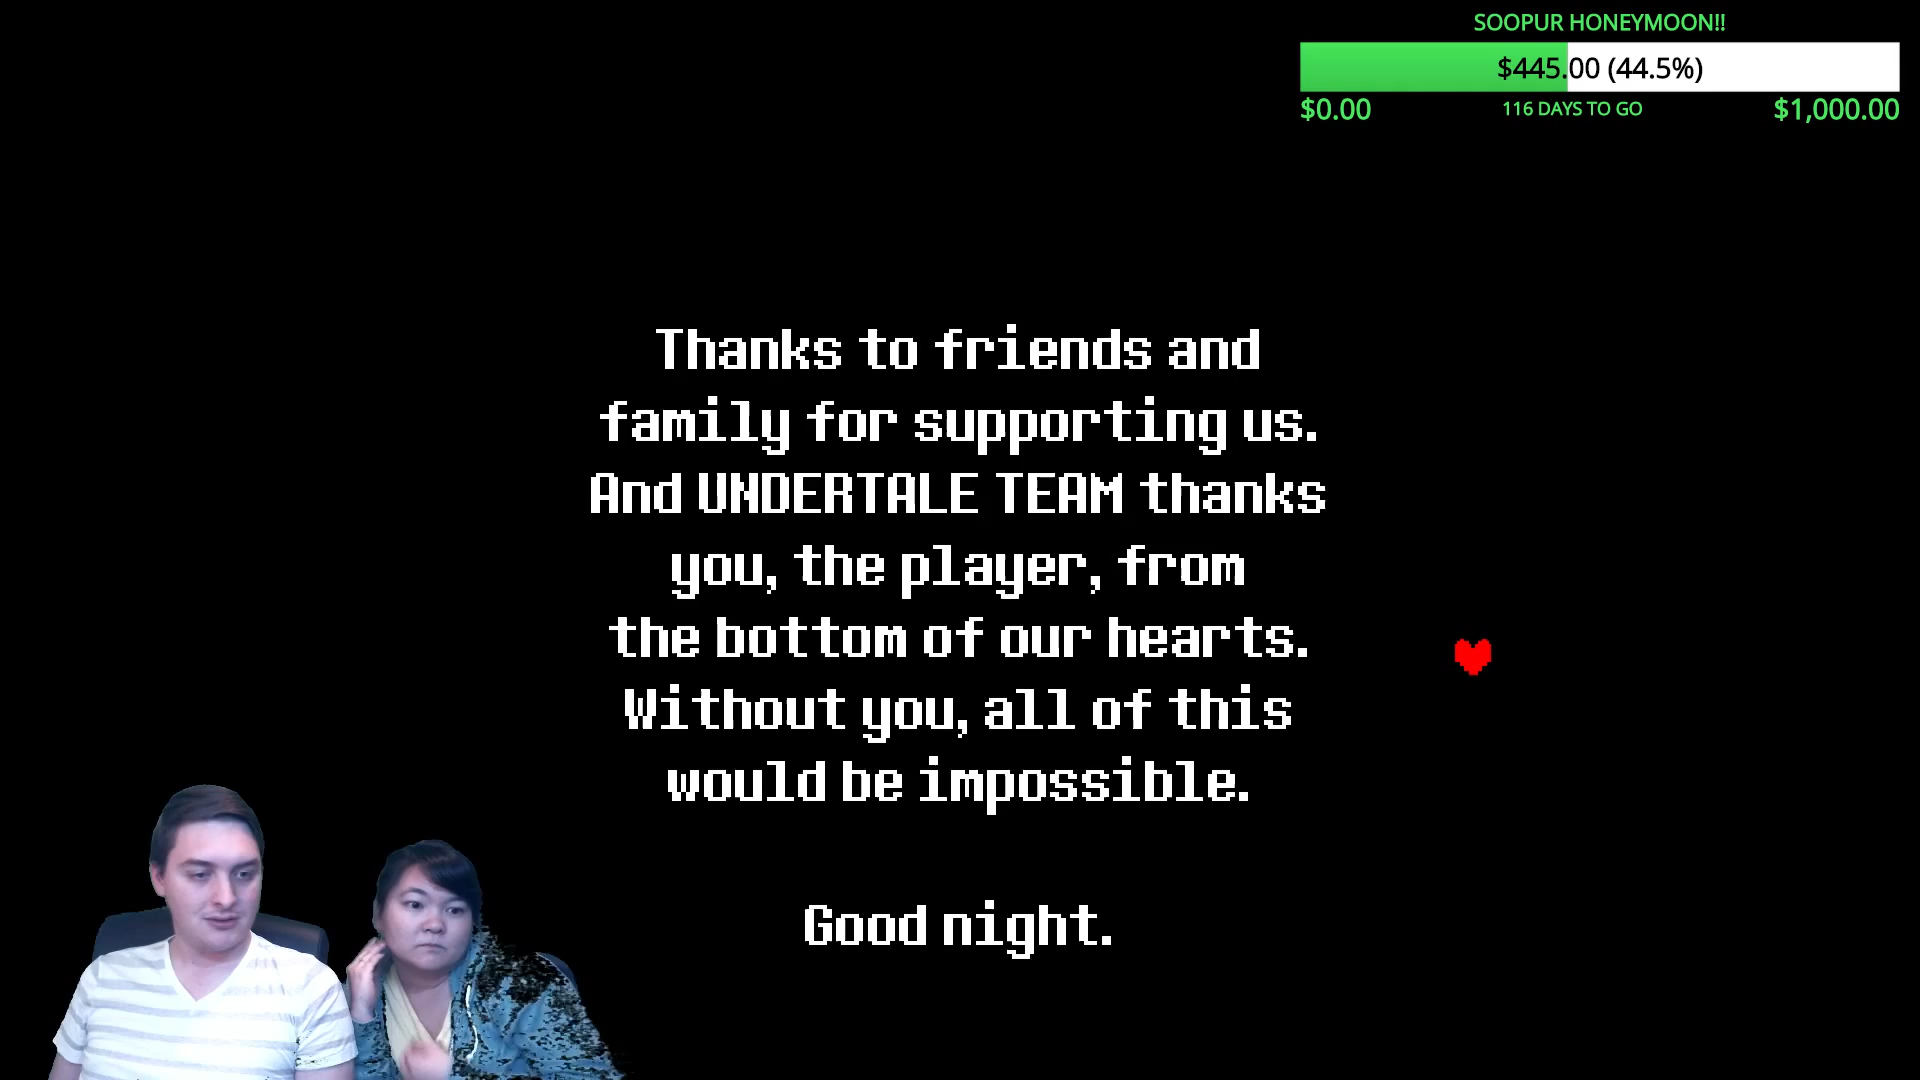 SOOPUR HONEYMOON!!
$445.00 (44.5%)
$0.00 116 DAYS TO GO $1,000.00
Thanks to friends and
family for supporting us.
And UNDERTALE TEAM thanks
you, the player, from
the bottom of our hearts.
Without you, all of this
would be impossible.
Good night.